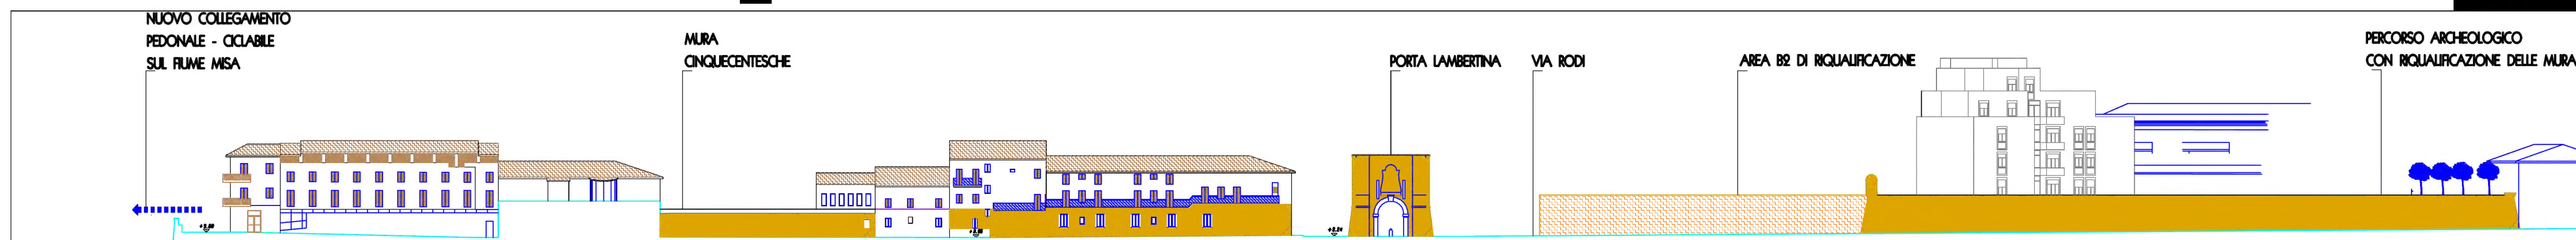 NUOVO COLLEGAMENTO
PEDONALE - CICLABILE
SUL FIUME MISA
MURA
CINQUECENTESCHE
PORTA LAMBERTINA
VIA RODI
AREA B2 DI RIQUALIFICAZIONE
PERCORSO ARCHEOLOGICO
CON RIQUALIFICAZIONE DELLE MURA